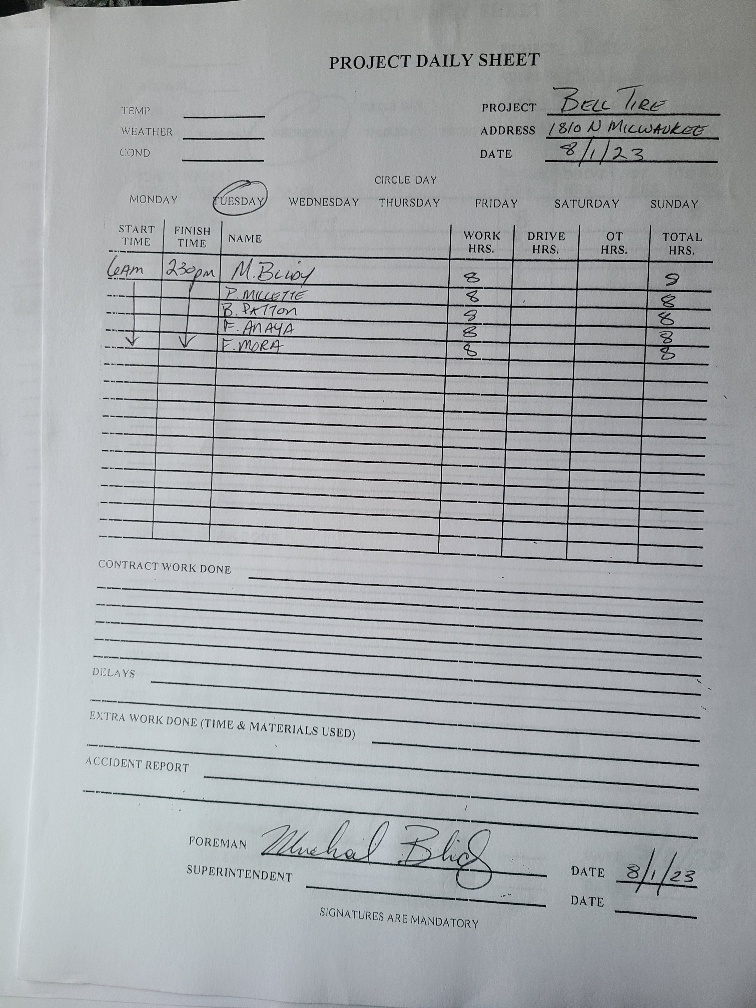 PROJECT DAILY SHEET
TEMP
WEATHER
COND
PROJECT BELL TIRE
ADDRESS 1810 N MILWAUKEE
DATE 8/1/23
CIRCLE DAY
MONDAY TUESDAY WEDNESDAY THURSDAY FRIDAY SATURDAY SUNDAY
START TIME FINISH TIME NAME WORK HRS. DRIVE HRS. OT HRS. TOTAL HRS.
6AM 230pm M. 8 8
P. MILLETTE 8 8
B. PATTON 8 8
F. ANAYA 8 8
F. MORA 8 8
CONTRACT WORK DONE
DELAYS
EXTRA WORK DONE (TIME & MATERIALS USED)
ACCIDENT REPORT
FOREMAN DATE 8/1/23
SUPERINTENDENT DATE
SIGNATURES ARE MANDATORY